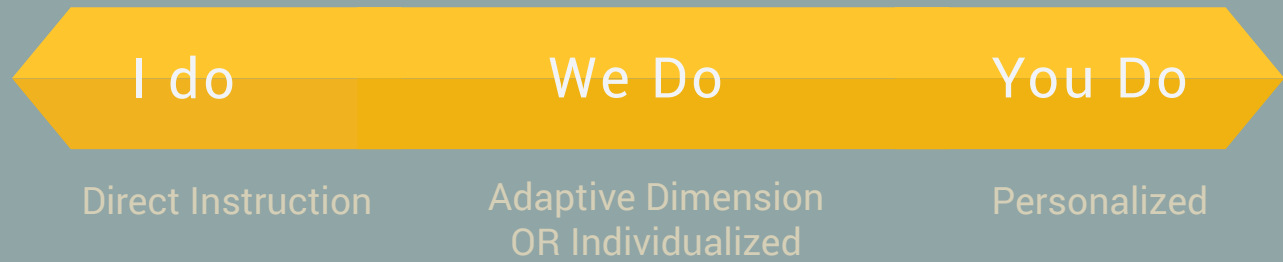 I do
We Do
You Do
Direct Instruction
Adaptive Dimension
OR Individualized
Personalized